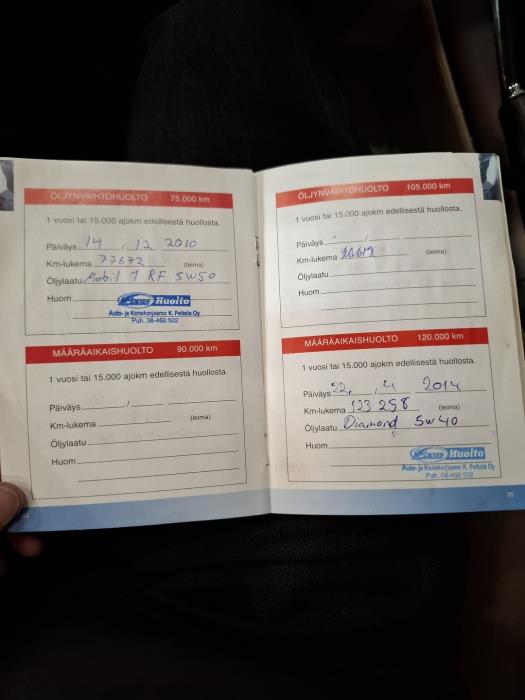 ÖLJYNVAIHTOHUOLTO 75.000 km
1 vuosi tai 15.000 ajokm edellisestä huollosta.
Päiväys 14 , 12 2010
Km-lukema 77672 (leima)
Öljylaatu Mobil 1 RF 5W50
Huom
Huolto
Auto- ja Konekorjaamo K. Peltola Oy
Puh. 08-460 502
MÄÄRÄAIKAISHUOLTO 90.000 km
1 vuosi tai 15.000 ajokm edellisestä huollosta.
Päiväys /
Km-lukema (leima)
Öljylaatu
Huom
ÖLJYNVAIHTOHUOLTO 105.000 km
1 vuosi tai 15.000 ajokm edellisestä huollosta.
Päiväys /
Km-lukema (leima)
Öljylaatu
Huom
MÄÄRÄAIKAISHUOLTO 120.000 km
1 vuosi tai 15.000 ajokm edellisestä huollosta.
Päiväys 22, , 4 2014
Km-lukema 123 258 (leima)
Öljylaatu Diamond 5W40
Huom
Huolto
Auto- ja Konekorjaamo K. Peltola Oy
Puh. 08-460 502